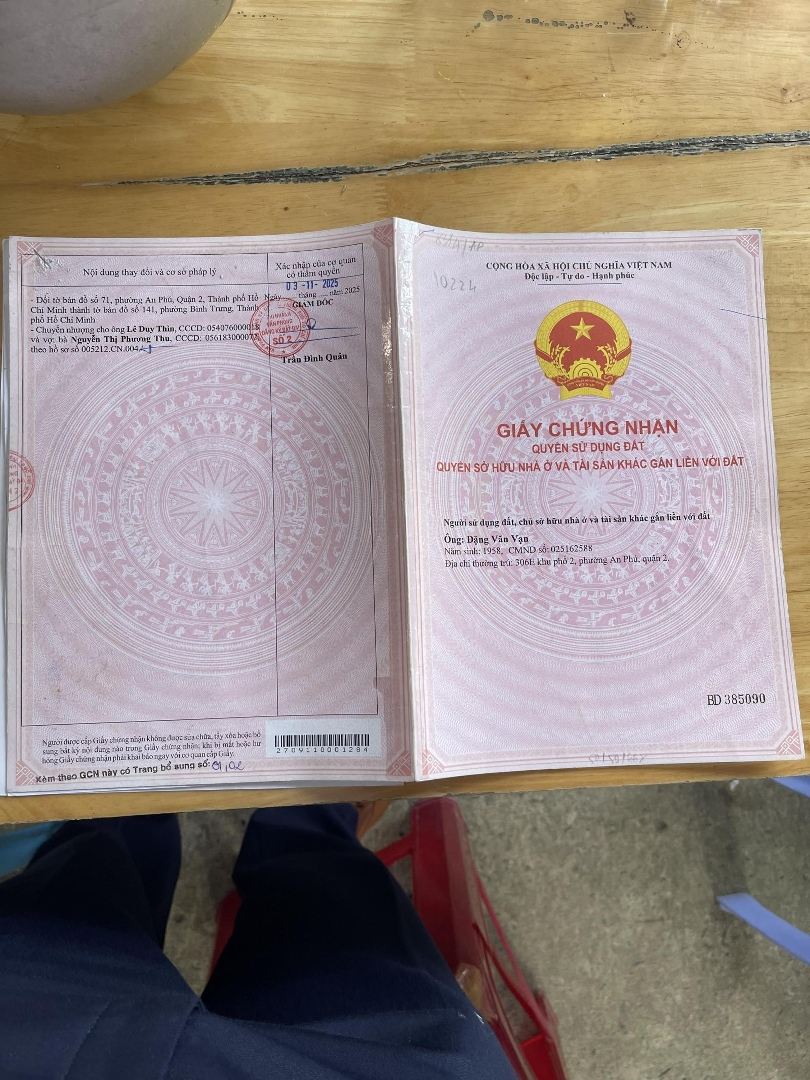 Nội dung thay đổi và cơ sở pháp lý
Xác nhận của cơ quan
có thẩm quyền
- Đổi tờ bản đồ số 71, phường An Phú, Quận 2, Thành phố Hồ
Chí Minh thành tờ bản đồ số 141, phường Bình Trưng, Thành
phố Hồ Chí Minh
- Chuyển nhượng cho ông Lê Duy Thìn, CCCD:
và vợ: bà Nguyễn Thị Phương Thu, CCCD:
theo hồ sơ số 005212.CN.004
03 -11- 2025
Ngày tháng năm 2025
GIÁM ĐỐC
SỐ 2
Trần Đình Quân
Người được cấp Giấy chứng nhận không được sửa chữa, tẩy xóa hoặc bổ
sung bất kỳ nội dung nào trong Giấy chứng nhận; khi bị mất hoặc hư
hỏng Giấy chứng nhận phải khai báo ngay với cơ quan cấp Giấy.
2709110001284
Kèm theo GCN này có Trang bổ sung số: 01, 02
10224
CỘNG HÒA XÃ HỘI CHỦ NGHĨA VIỆT NAM
Độc lập - Tự do - Hạnh phúc
GIẤY CHỨNG NHẬN
QUYỀN SỬ DỤNG ĐẤT
QUYỀN SỞ HỮU NHÀ Ở VÀ TÀI SẢN KHÁC GẮN LIỀN VỚI ĐẤT
Người sử dụng đất, chủ sở hữu nhà ở và tài sản khác gắn liền với đất
Ông: Đặng Văn Vạn
Năm sinh: 1958, CMND số: 025162588
Địa chỉ thường trú: 306E khu phố 2, phường An Phú, quận 2.
BD 385090